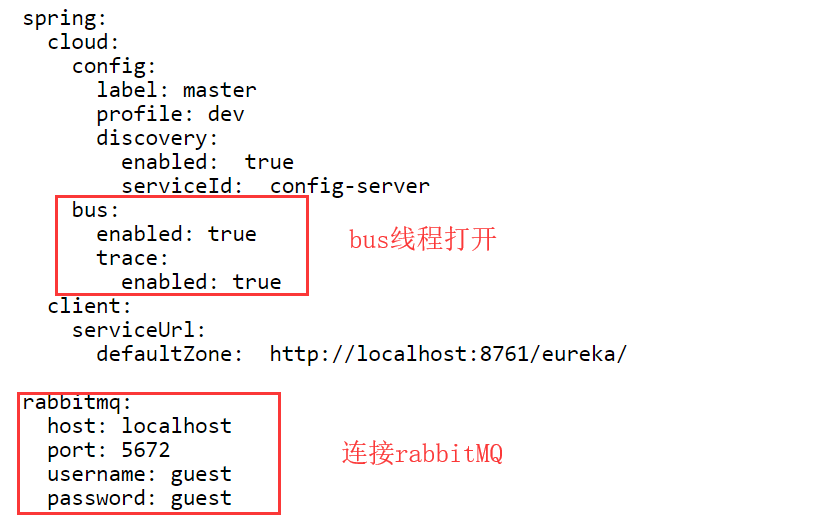 spring:
  cloud:
    config:
      label: master
      profile: dev
      discovery:
        enabled:  true
        serviceId:  config-server
    bus:
      enabled: true
      trace:
        enabled: true
bus线程打开
  client:
    serviceUrl:
      defaultZone:  http://localhost:8761/eureka/
rabbitmq:
  host: localhost
  port: 5672
  username: guest
  password: guest
连接rabbitMQ